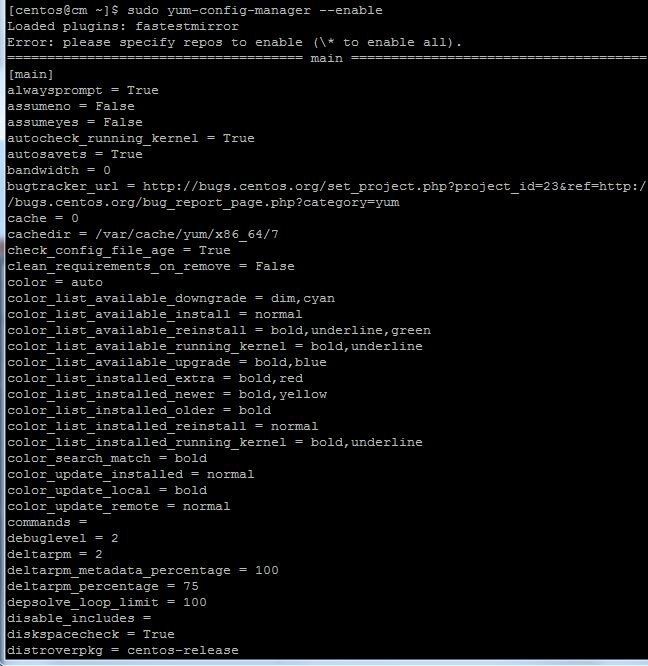 [centos@cm ~]$ sudo yum-config-manager --enable
Loaded plugins: fastestmirror
Error: please specify repos to enable (\* to enable all).
===================================== main =====================================
[main]
alwaysprompt = True
assumeno = False
assumeyes = False
autocheck_running_kernel = True
autosavets = True
bandwidth = 0
bugtracker_url = http://bugs.centos.org/set_project.php?project_id=23&ref=http:/
/bugs.centos.org/bug_report_page.php?category=yum
cache = 0
cachedir = /var/cache/yum/x86_64/7
check_config_file_age = True
clean_requirements_on_remove = False
color = auto
color_list_available_downgrade = dim,cyan
color_list_available_install = normal
color_list_available_reinstall = bold,underline,green
color_list_available_running_kernel = bold,underline
color_list_available_upgrade = bold,blue
color_list_installed_extra = bold,red
color_list_installed_newer = bold,yellow
color_list_installed_older = bold
color_list_installed_reinstall = normal
color_list_installed_running_kernel = bold,underline
color_search_match = bold
color_update_installed = normal
color_update_local = bold
color_update_remote = normal
commands =
debuglevel = 2
deltarpm = 2
deltarpm_metadata_percentage = 100
deltarpm_percentage = 75
depsolve_loop_limit = 100
disable_includes =
diskspacecheck = True
distroverpkg = centos-release